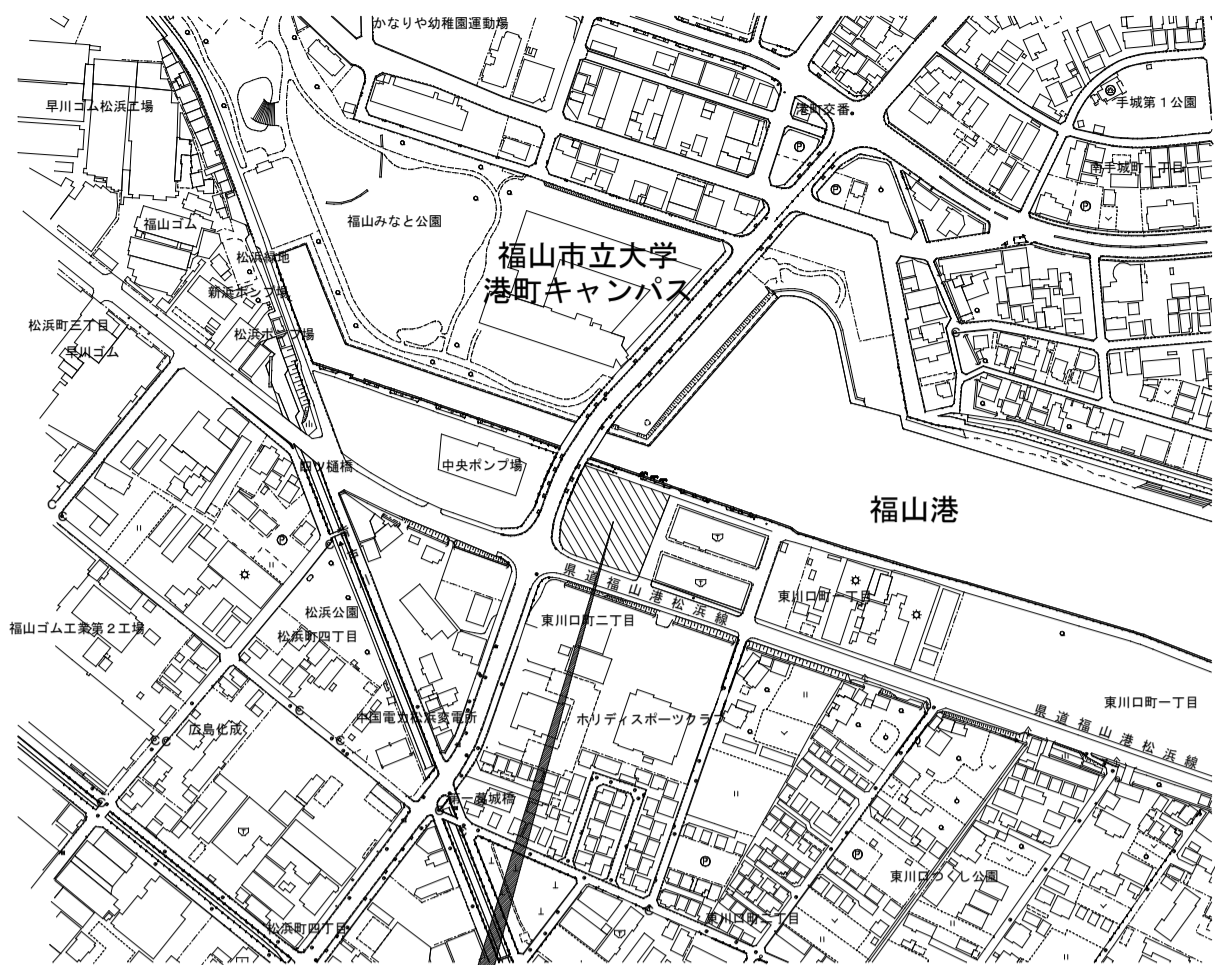 かなりや幼稚園運動場
早川ゴム松浜工場
港町交番
手城第1公園
南手城町一丁目
福山ゴム
福山みなと公園
松浜緑地
福山市立大学
港町キャンパス
新浜ポンプ場
松浜町三丁目
松浜ポンプ場
早川ゴム
四ツ樋橋
中央ポンプ場
福山港
県道福山港松浜線
東川口町一丁目
松浜公園
東川口町二丁目
福山ゴム工業第2工場
松浜町四丁目
東川口町一丁目
県道福山港松浜線
中国電力松浜変電所
ホリディスポーツクラブ
広島化成
東川口つくし公園
東川口町二丁目
松浜町四丁目